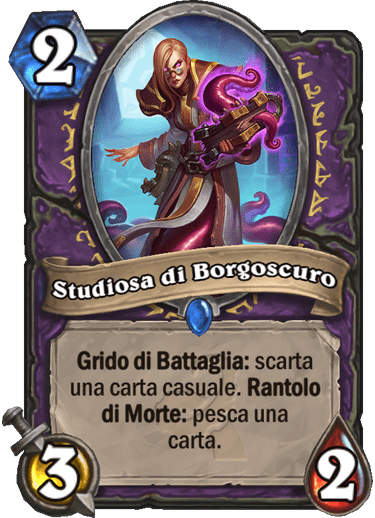 2
Studiosa di Borgoscuro
Grido di Battaglia: scarta
una carta casuale. Rantolo
di Morte: pesca una
carta.
3
2